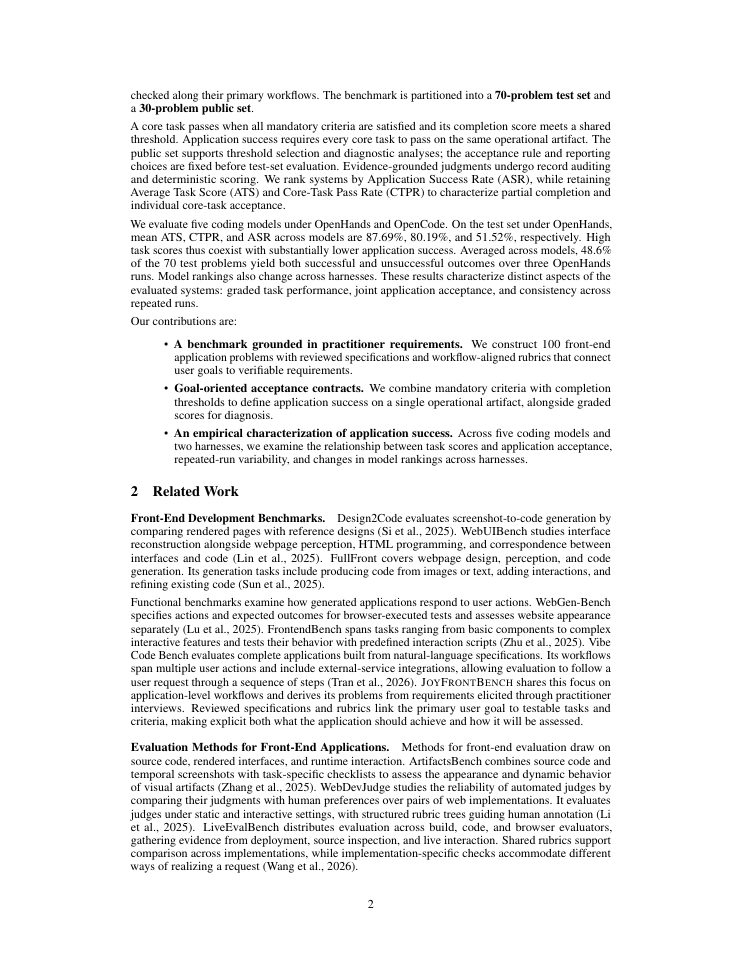 checked along their primary workflows. The benchmark is partitioned into a 70-problem test set and
a 30-problem public set.
A core task passes when all mandatory criteria are satisfied and its completion score meets a shared
threshold. Application success requires every core task to pass on the same operational artifact. The
public set supports threshold selection and diagnostic analyses; the acceptance rule and reporting
choices are fixed before test-set evaluation. Evidence-grounded judgments undergo record auditing
and deterministic scoring. We rank systems by Application Success Rate (ASR), while retaining
Average Task Score (ATS) and Core-Task Pass Rate (CTPR) to characterize partial completion and
individual core-task acceptance.
We evaluate five coding models under OpenHands and OpenCode. On the test set under OpenHands,
mean ATS, CTPR, and ASR across models are 87.69%, 80.19%, and 51.52%, respectively. High
task scores thus coexist with substantially lower application success. Averaged across models, 48.6%
of the 70 test problems yield both successful and unsuccessful outcomes over three OpenHands
runs. Model rankings also change across harnesses. These results characterize distinct aspects of the
evaluated systems: graded task performance, joint application acceptance, and consistency across
repeated runs.
Our contributions are:
• A benchmark grounded in practitioner requirements. We construct 100 front-end
application problems with reviewed specifications and workflow-aligned rubrics that connect
user goals to verifiable requirements.
• Goal-oriented acceptance contracts. We combine mandatory criteria with completion
thresholds to define application success on a single operational artifact, alongside graded
scores for diagnosis.
• An empirical characterization of application success. Across five coding models and
two harnesses, we examine the relationship between task scores and application acceptance,
repeated-run variability, and changes in model rankings across harnesses.
2 Related Work
Front-End Development Benchmarks. Design2Code evaluates screenshot-to-code generation by
comparing rendered pages with reference designs (Si et al., 2025). WebUIBench studies interface
reconstruction alongside webpage perception, HTML programming, and correspondence between
interfaces and code (Lin et al., 2025). FullFront covers webpage design, perception, and code
generation. Its generation tasks include producing code from images or text, adding interactions, and
refining existing code (Sun et al., 2025).
Functional benchmarks examine how generated applications respond to user actions. WebGen-Bench
specifies actions and expected outcomes for browser-executed tests and assesses website appearance
separately (Lu et al., 2025). FrontendBench spans tasks ranging from basic components to complex
interactive features and tests their behavior with predefined interaction scripts (Zhu et al., 2025). Vibe
Code Bench evaluates complete applications built from natural-language specifications. Its workflows
span multiple user actions and include external-service integrations, allowing evaluation to follow a
user request through a sequence of steps (Tran et al., 2026). JOYFRONTBENCH shares this focus on
application-level workflows and derives its problems from requirements elicited through practitioner
interviews. Reviewed specifications and rubrics link the primary user goal to testable tasks and
criteria, making explicit both what the application should achieve and how it will be assessed.
Evaluation Methods for Front-End Applications. Methods for front-end evaluation draw on
source code, rendered interfaces, and runtime interaction. ArtifactsBench combines source code and
temporal screenshots with task-specific checklists to assess the appearance and dynamic behavior
of visual artifacts (Zhang et al., 2025). WebDevJudge studies the reliability of automated judges by
comparing their judgments with human preferences over pairs of web implementations. It evaluates
judges under static and interactive settings, with structured rubric trees guiding human annotation (Li
et al., 2025). LiveEvalBench distributes evaluation across build, code, and browser evaluators,
gathering evidence from deployment, source inspection, and live interaction. Shared rubrics support
comparison across implementations, while implementation-specific checks accommodate different
ways of realizing a request (Wang et al., 2026).
2